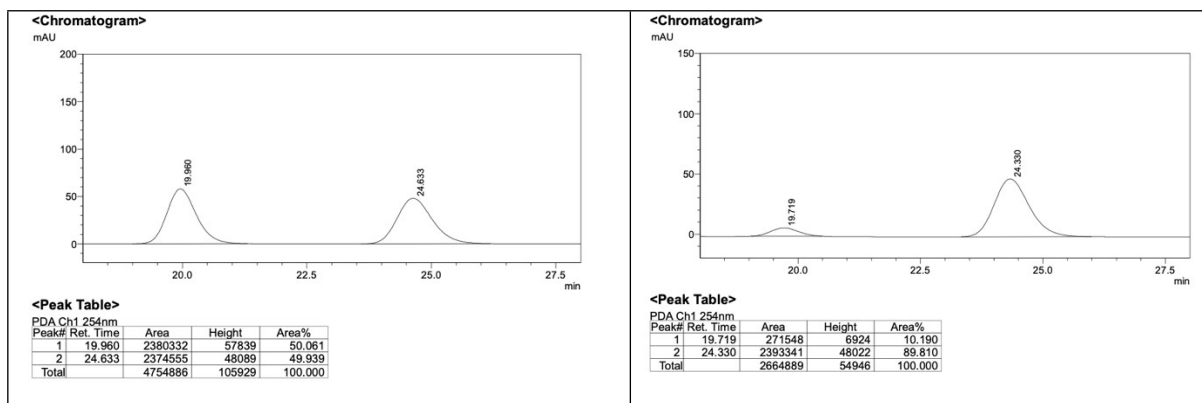 <Chromatogram>
mAU
200
150
100
50
0
19.960
24.633
20.0
22.5
25.0
27.5
min
<Peak Table>
PDA Ch1 254nm
Peak# Ret. Time Area Height Area%
1 19.960 2380332 57839 50.061
2 24.633 2374555 48089 49.939
Total 4754886 105929 100.000
<Chromatogram>
mAU
150
100
50
0
19.719
24.330
20.0
22.5
25.0
27.5
min
<Peak Table>
PDA Ch1 254nm
Peak# Ret. Time Area Height Area%
1 19.719 271548 6924 10.190
2 24.330 2393341 48022 89.810
Total 2664889 54946 100.000